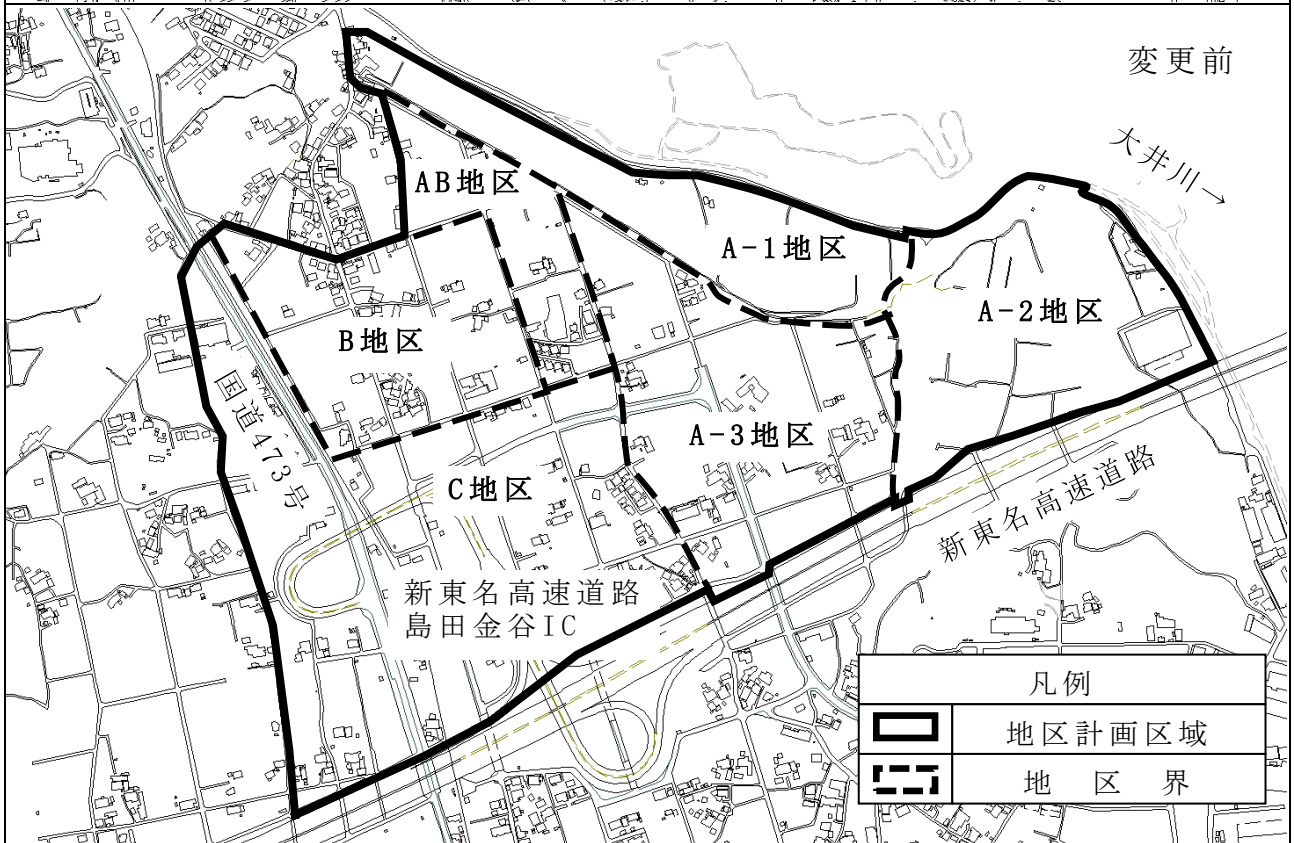 変更前
大井川→
AB地区
A-1地区
A-2地区
B地区
国道473号
A-3地区
C地区
新東名高速道路
新東名高速道路
島田金谷IC
凡例
地区計画区域
地区界